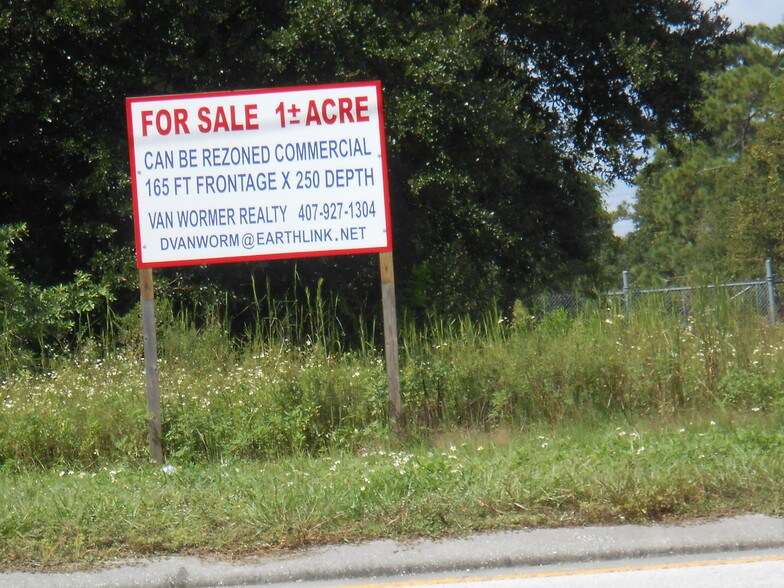 FOR SALE 1± ACRE
CAN BE REZONED COMMERCIAL
165 FT FRONTAGE X 250 DEPTH
VAN WORMER REALTY 407-927-1304
DVANWORM@EARTHLINK.NET